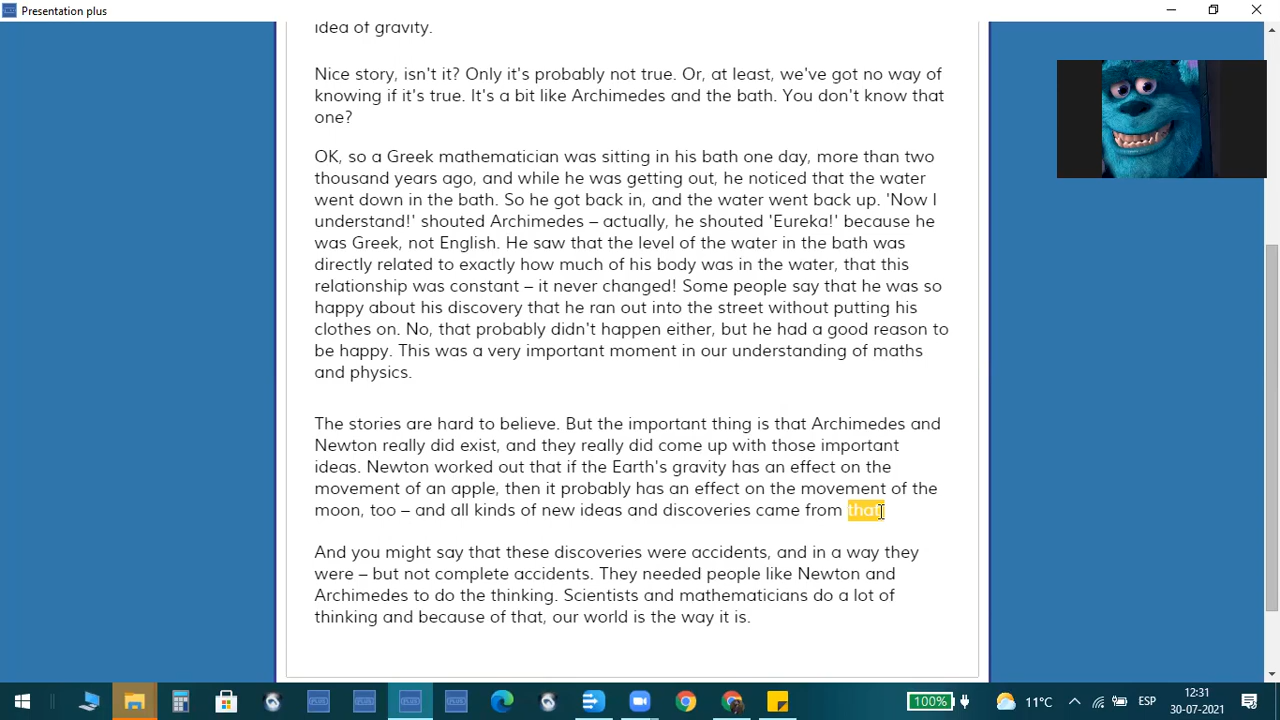 Presentation plus
idea of gravity.
Nice story, isn't it? Only it's probably not true. Or, at least, we've got no way of
knowing if it's true. It's a bit like Archimedes and the bath. You don't know that
one?
OK, so a Greek mathematician was sitting in his bath one day, more than two
thousand years ago, and while he was getting out, he noticed that the water
went down in the bath. So he got back in, and the water went back up. 'Now I
understand!' shouted Archimedes – actually, he shouted 'Eureka!' because he
was Greek, not English. He saw that the level of the water in the bath was
directly related to exactly how much of his body was in the water, that this
relationship was constant – it never changed! Some people say that he was so
happy about his discovery that he ran out into the street without putting his
clothes on. No, that probably didn't happen either, but he had a good reason to
be happy. This was a very important moment in our understanding of maths
and physics.
The stories are hard to believe. But the important thing is that Archimedes and
Newton really did exist, and they really did come up with those important
ideas. Newton worked out that if the Earth's gravity has an effect on the
movement of an apple, then it probably has an effect on the movement of the
moon, too – and all kinds of new ideas and discoveries came from that.
And you might say that these discoveries were accidents, and in a way they
were – but not complete accidents. They needed people like Newton and
Archimedes to do the thinking. Scientists and mathematicians do a lot of
thinking and because of that, our world is the way it is.
100%
11°C
ESP
12:31
30-07-2021